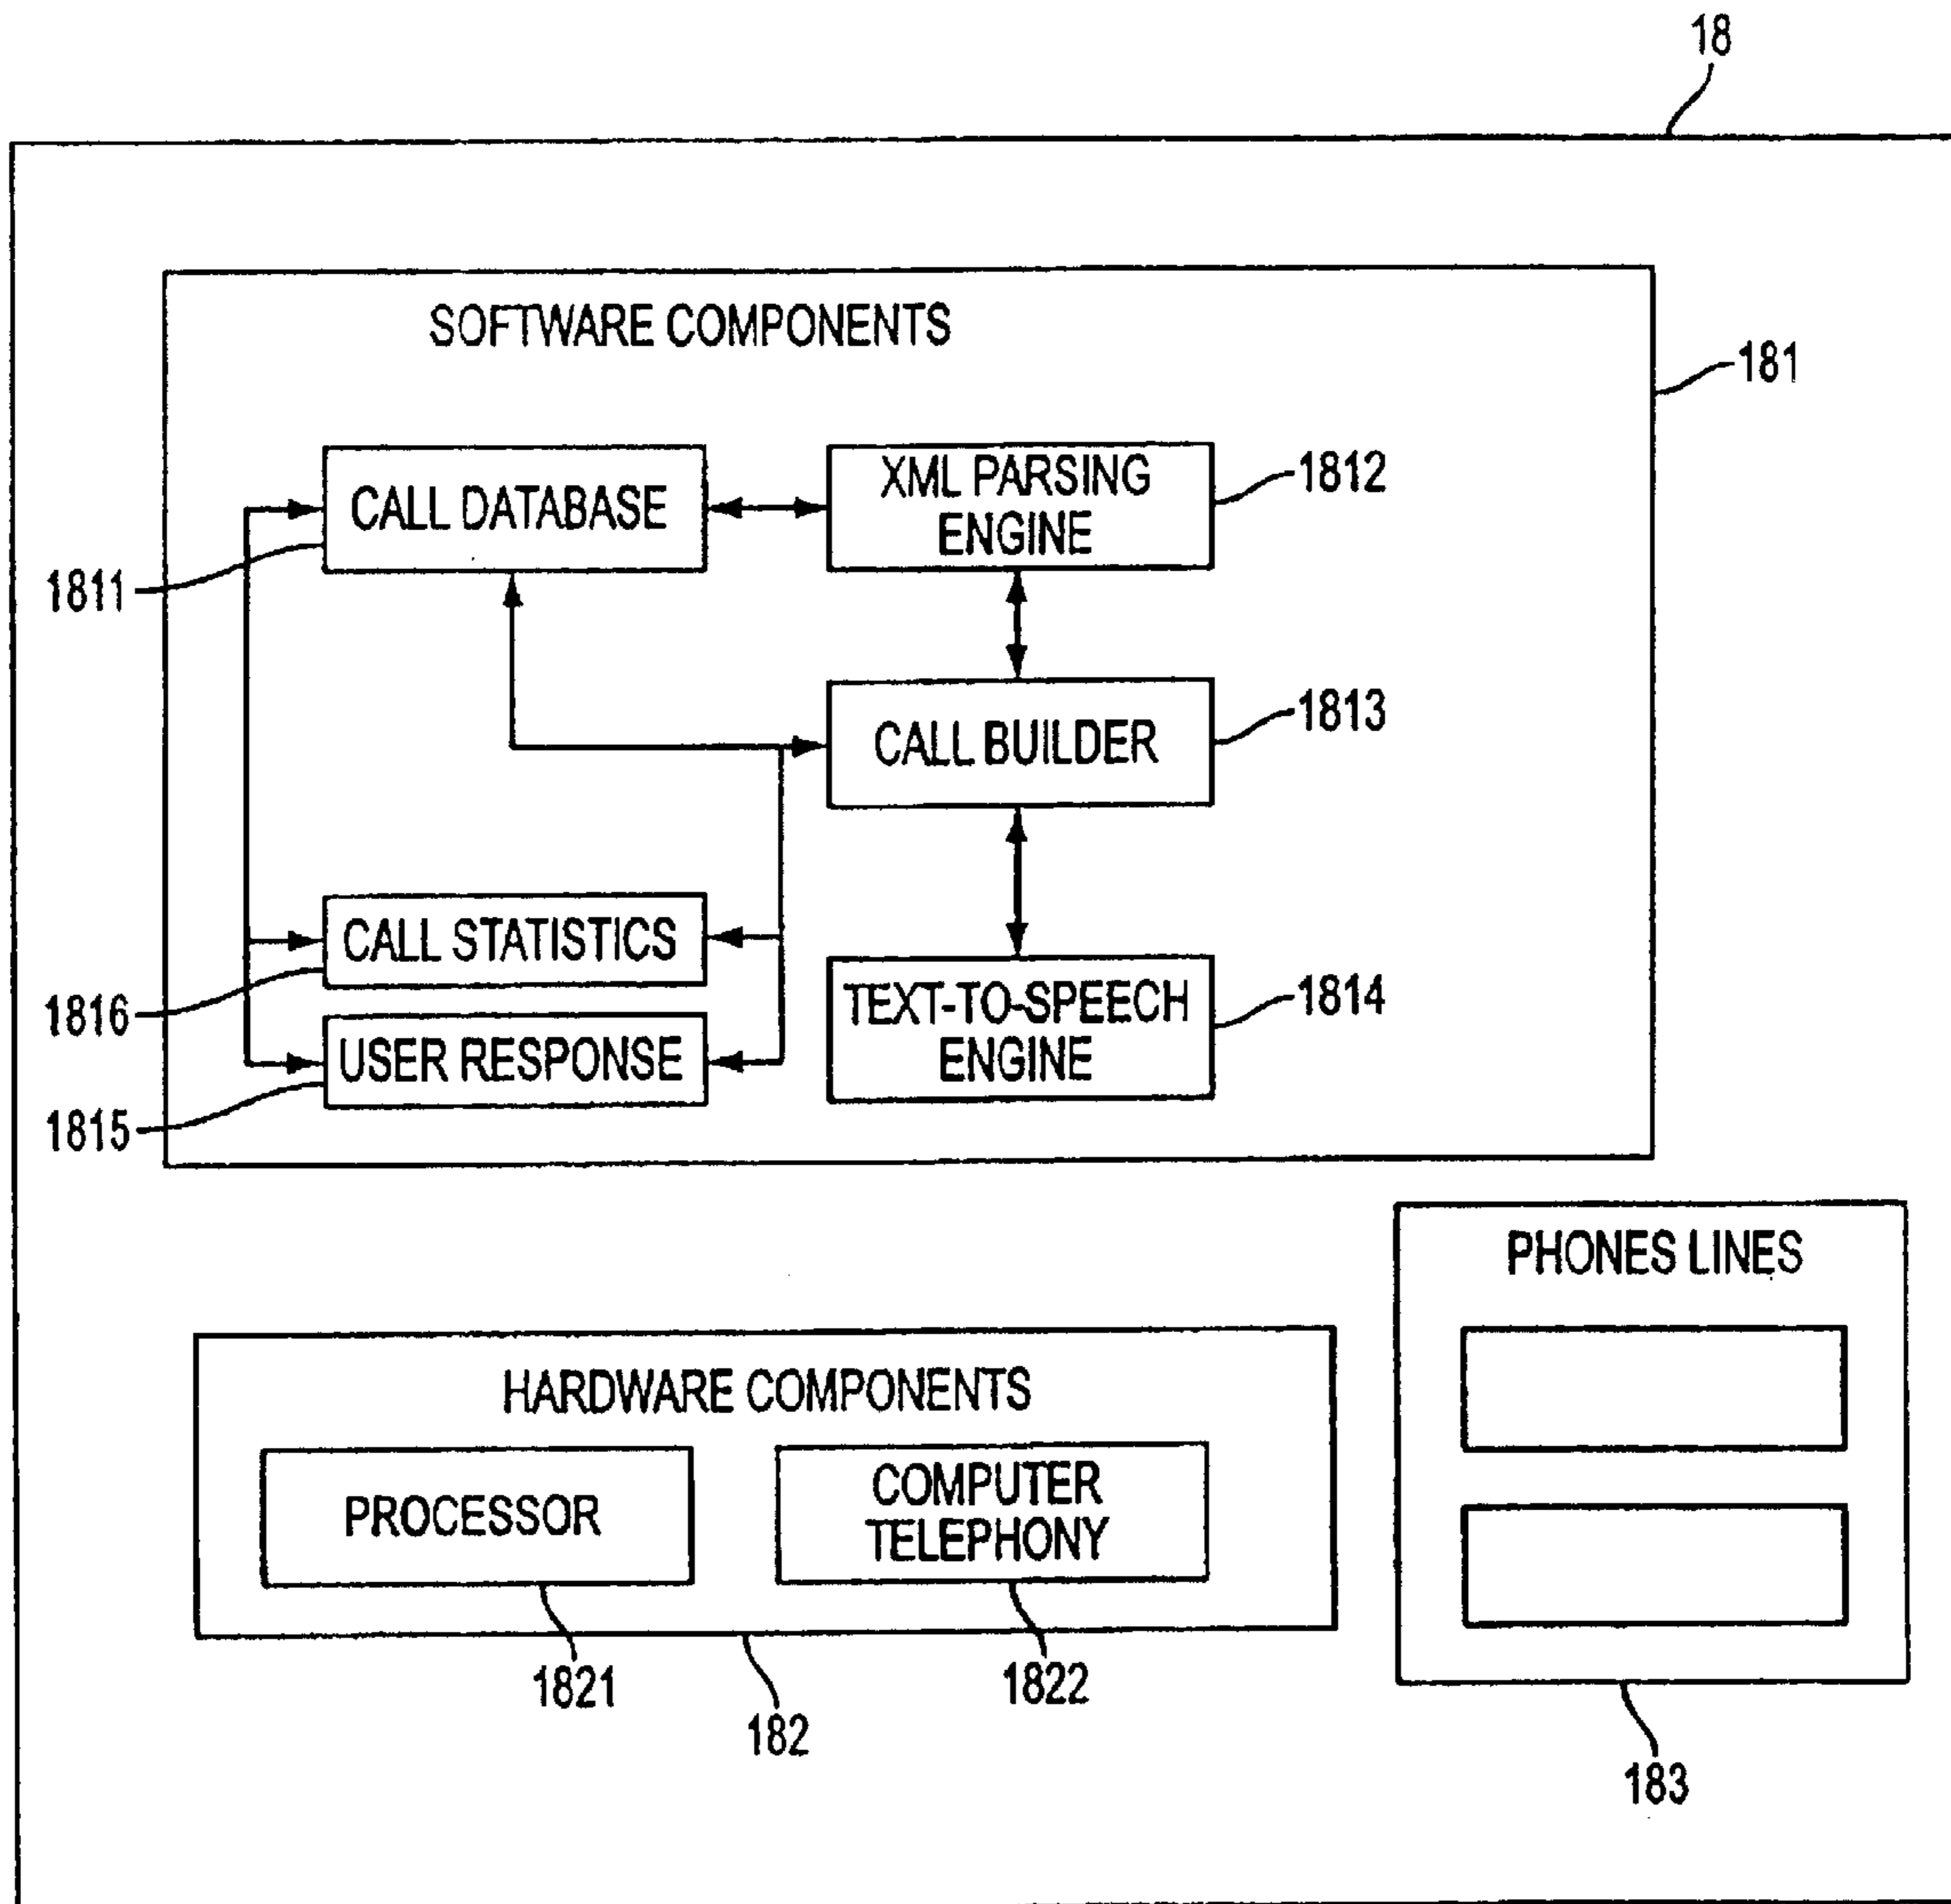 18
SOFTWARE COMPONENTS
181
CALL DATABASE
XML PARSING
ENGINE
1812
1811
CALL BUILDER
1813
CALL STATISTICS
1816
TEXT-TO-SPEECH
ENGINE
1814
USER RESPONSE
1815
PHONES LINES
HARDWARE COMPONENTS
PROCESSOR
COMPUTER
TELEPHONY
1821
1822
182
183